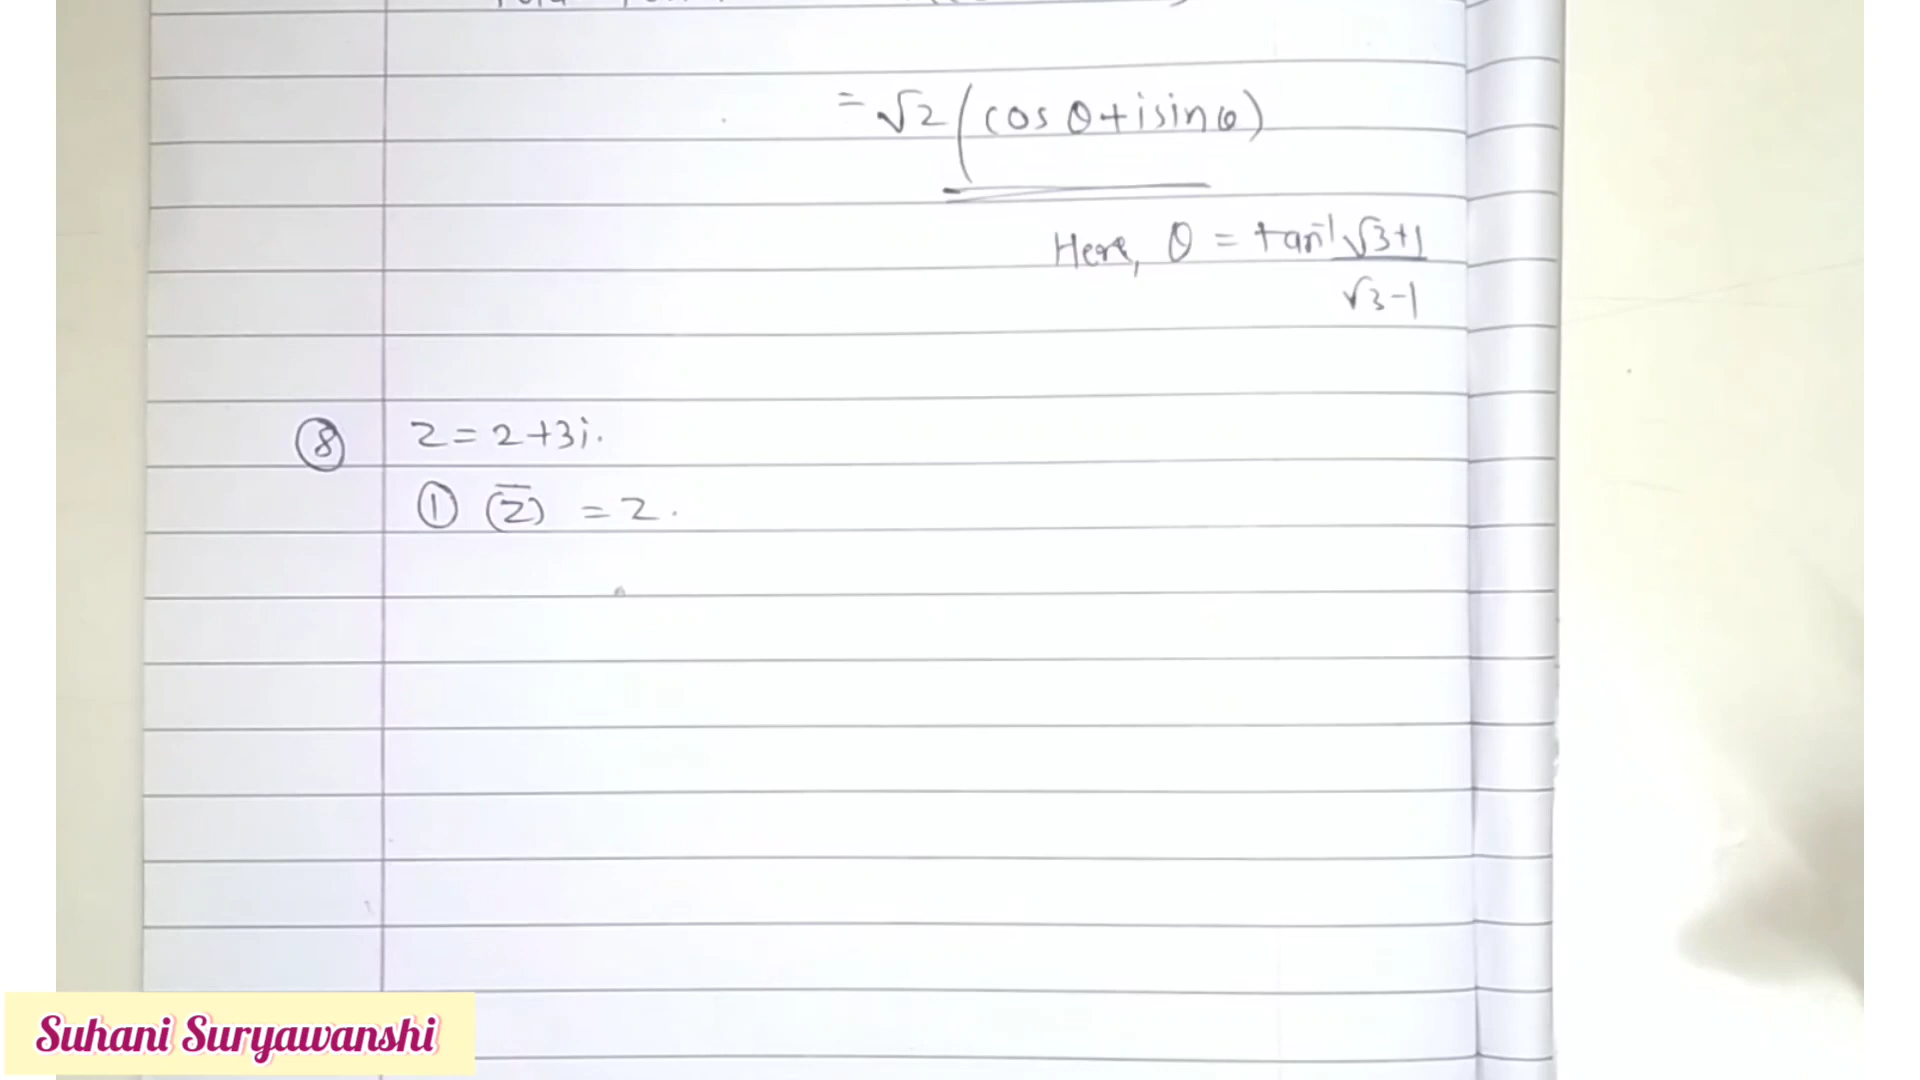 = √2 (cos θ + i sin θ)
Here, θ = tan⁻¹ √3+1
√3-1
⑧ z = 2+3i.
① (z̅) = z.
Suhani Suryawanshi